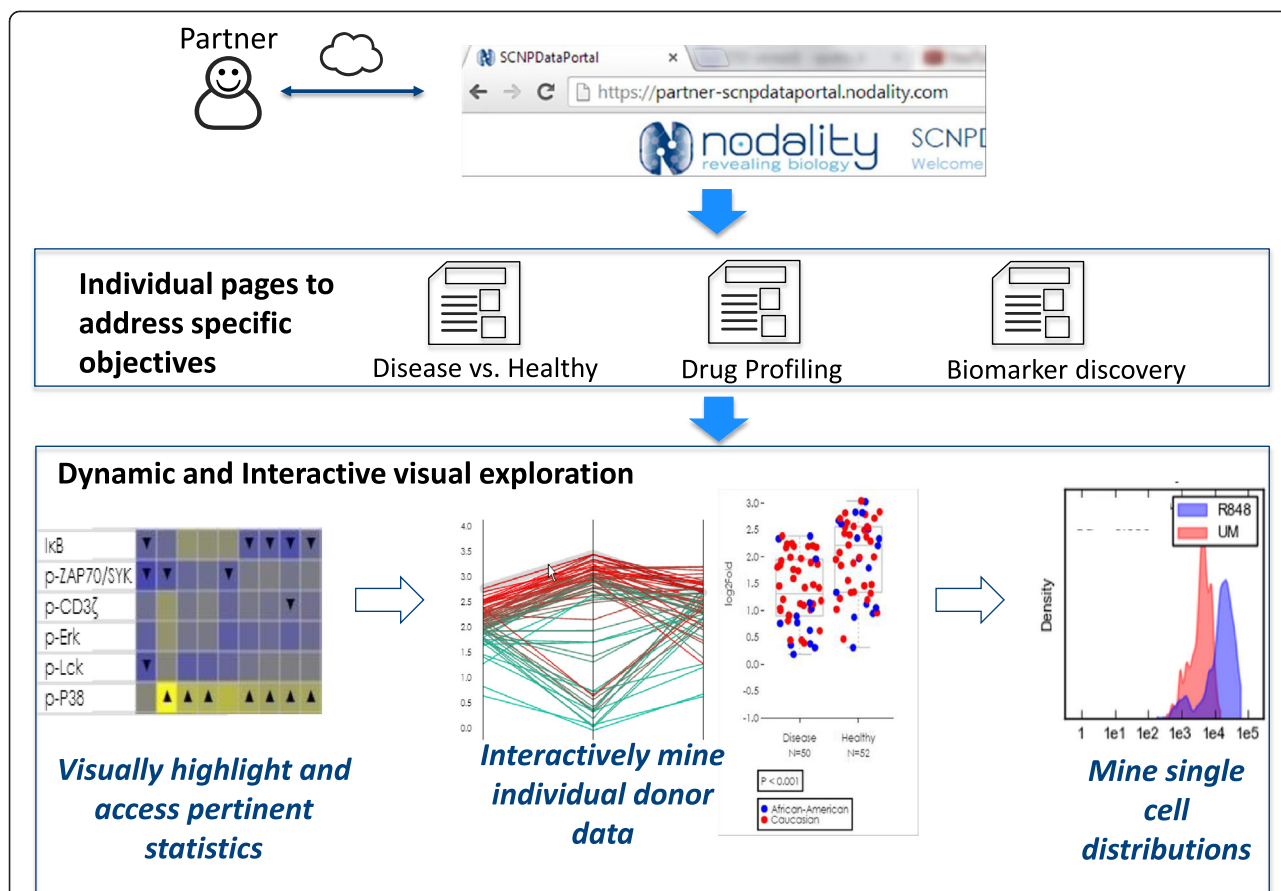 Partner
SCNPDataPortal
https://partner-scnpdataportal.nodality.com
nodality
revealing biology
SCNPD
Welcome
Individual pages to
address specific
objectives
Disease vs. Healthy
Drug Profiling
Biomarker discovery
Dynamic and Interactive visual exploration
IκB
p-ZAP70/SYK
p-CD3ζ
p-Erk
p-Lck
p-P38
Visually highlight and
access pertinent
statistics
4.0
3.5
3.0
2.5
2.0
1.5
1.0
0.5
0.0
Interactively mine
individual donor
data
log2Fold
3.0
2.5
2.0
1.5
1.0
0.5
0.0
-0.5
-1.0
Disease
N=50
Healthy
N=52
P < 0.001
African-American
Caucasian
R848
UM
Density
1 1e1 1e2 1e3 1e4 1e5
Mine single
cell
distributions